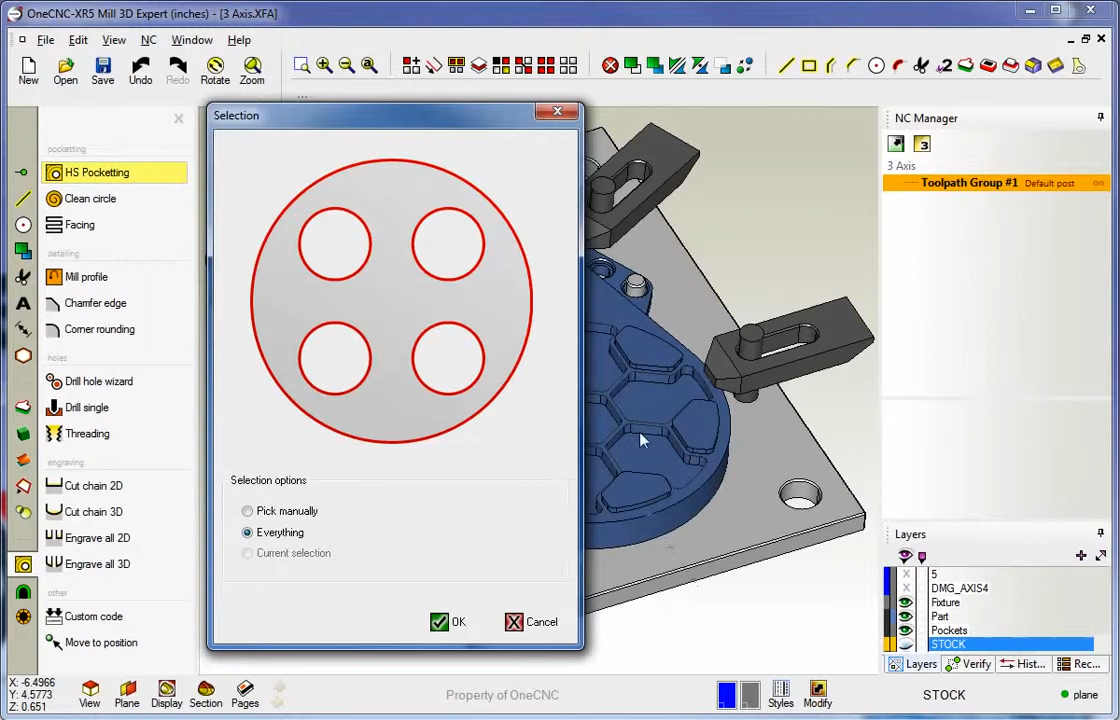 OneCNC-XR5 Mill 3D Expert (inches) - [3 Axis.XFA]
File Edit View NC Window Help
New Open Save Undo Redo Rotate Zoom
Selection
NC Manager
3 Axis
Toolpath Group #1 Default post on
pocketting
HS Pocketting
Clean circle
Facing
detailing
Mill profile
Chamfer edge
Corner rounding
holes
Drill hole wizard
Drill single
Threading
engraving
Cut chain 2D
Cut chain 3D
Engrave all 2D
Engrave all 3D
other
Custom code
Move to position
Selection options
Pick manually
Everything
Current selection
OK Cancel
Layers
5
DMG_AXIS4
Fixture
Part
Pockets
STOCK
Layers Verify Hist... Rec...
X: -6.4966
Y: 4.5773
Z: 0.651
View Plane Display Section Pages
Property of OneCNC
Styles Modify
STOCK
plane